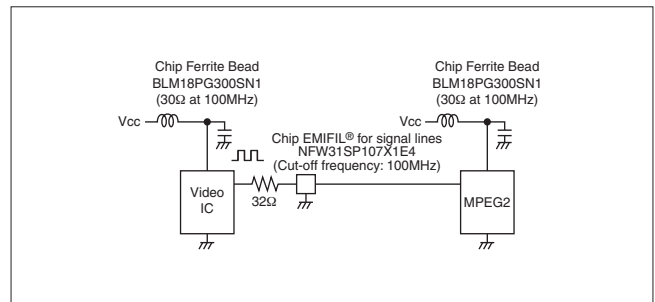 Chip Ferrite Bead
BLM18PG300SN1
(30Ω at 100MHz)
Vcc
Chip Ferrite Bead
BLM18PG300SN1
(30Ω at 100MHz)
Vcc
Chip EMIFIL® for signal lines
NFW31SP107X1E4
(Cut-off frequency: 100MHz)
Video
IC
32Ω
MPEG2